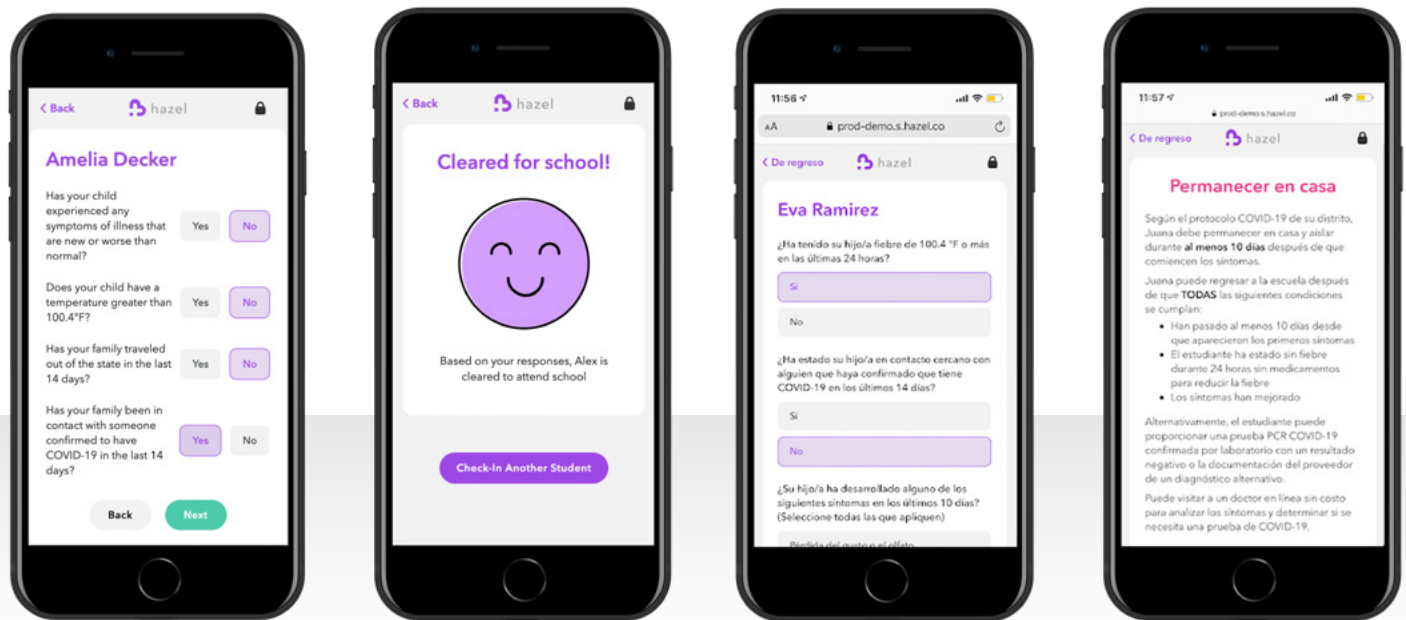 < Back
hazel
Amelia Decker
Has your child
experienced any
symptoms of illness that
are new or worse than
normal?
Yes
No
Does your child have a
temperature greater than
100.4°F?
Yes
No
Has your family traveled
out of the state in the last
14 days?
Yes
No
Has your family been in
contact with someone
confirmed to have
COVID-19 in the last 14
days?
Yes
No
Back
Next
< Back
hazel
Cleared for school!
Based on your responses, Alex is
cleared to attend school
Check-In Another Student
11:56
AA
prod-demo.s.hazel.co
< De regreso
hazel
Eva Ramirez
¿Ha tenido su hijo/a fiebre de 100.4 °F o más
en las últimas 24 horas?
Sí
No
¿Ha estado su hijo/a en contacto cercano con
alguien que haya confirmado que tiene
COVID-19 en los últimos 14 días?
Sí
No
¿Su hijo/a ha desarrollado alguno de los
siguientes síntomas en los últimos 10 días?
(Seleccione todas las que apliquen)
Pérdida del gusto o el olfato
11:57
prod-demo.s.hazel.co
< De regreso
hazel
Permanecer en casa
Según el protocolo COVID-19 de su distrito,
Juana debe permanecer en casa y aislar
durante al menos 10 días después de que
comiencen los síntomas.
Juana puede regresar a la escuela después
de que TODAS las siguientes condiciones
se cumplan:
• Han pasado al menos 10 días desde
que aparecieron los primeros síntomas
• El estudiante ha estado sin fiebre
durante 24 horas sin medicamentos
para reducir la fiebre
• Los síntomas han mejorado
Alternativamente, el estudiante puede
proporcionar una prueba PCR COVID-19
confirmada por laboratorio con un resultado
negativo o la documentación del proveedor
de un diagnóstico alternativo.
Puede visitar a un doctor en línea sin costo
para analizar los síntomas y determinar si se
necesita una prueba de COVID-19.